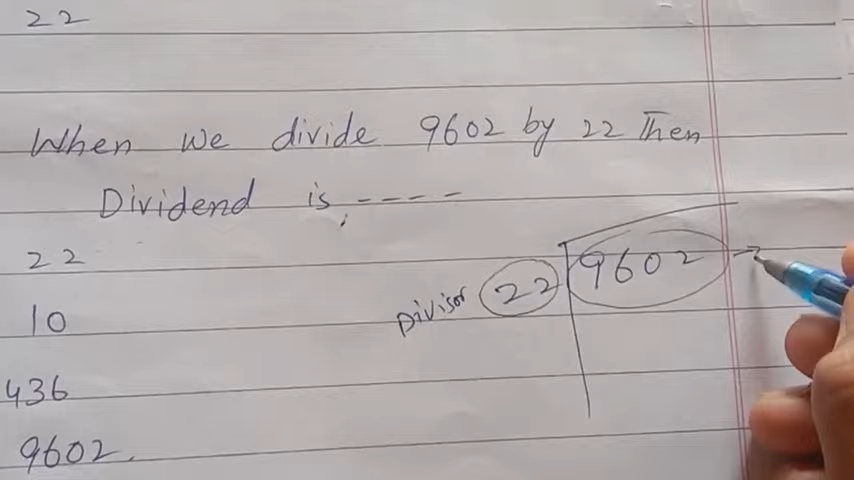 22
When we divide 9602 by 22 Then
Dividend is, ----
22
10
436
9602.
Divisor 22 9602 →